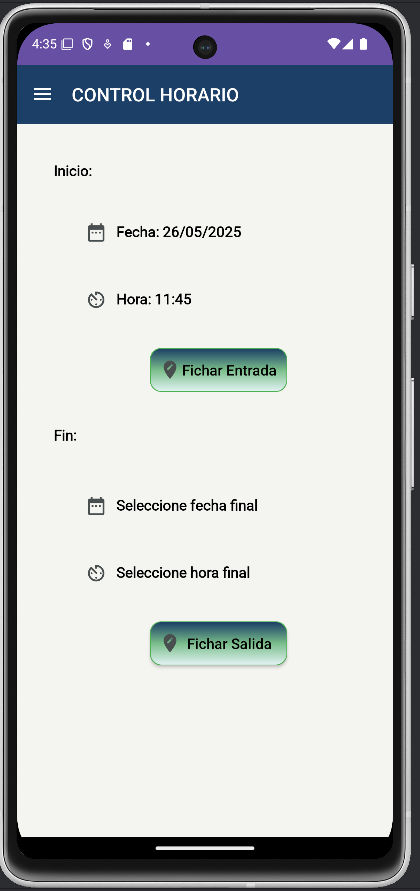 4:35
CONTROL HORARIO
Inicio:
Fecha: 26/05/2025
Hora: 11:45
Fichar Entrada
Fin:
Seleccione fecha final
Seleccione hora final
Fichar Salida